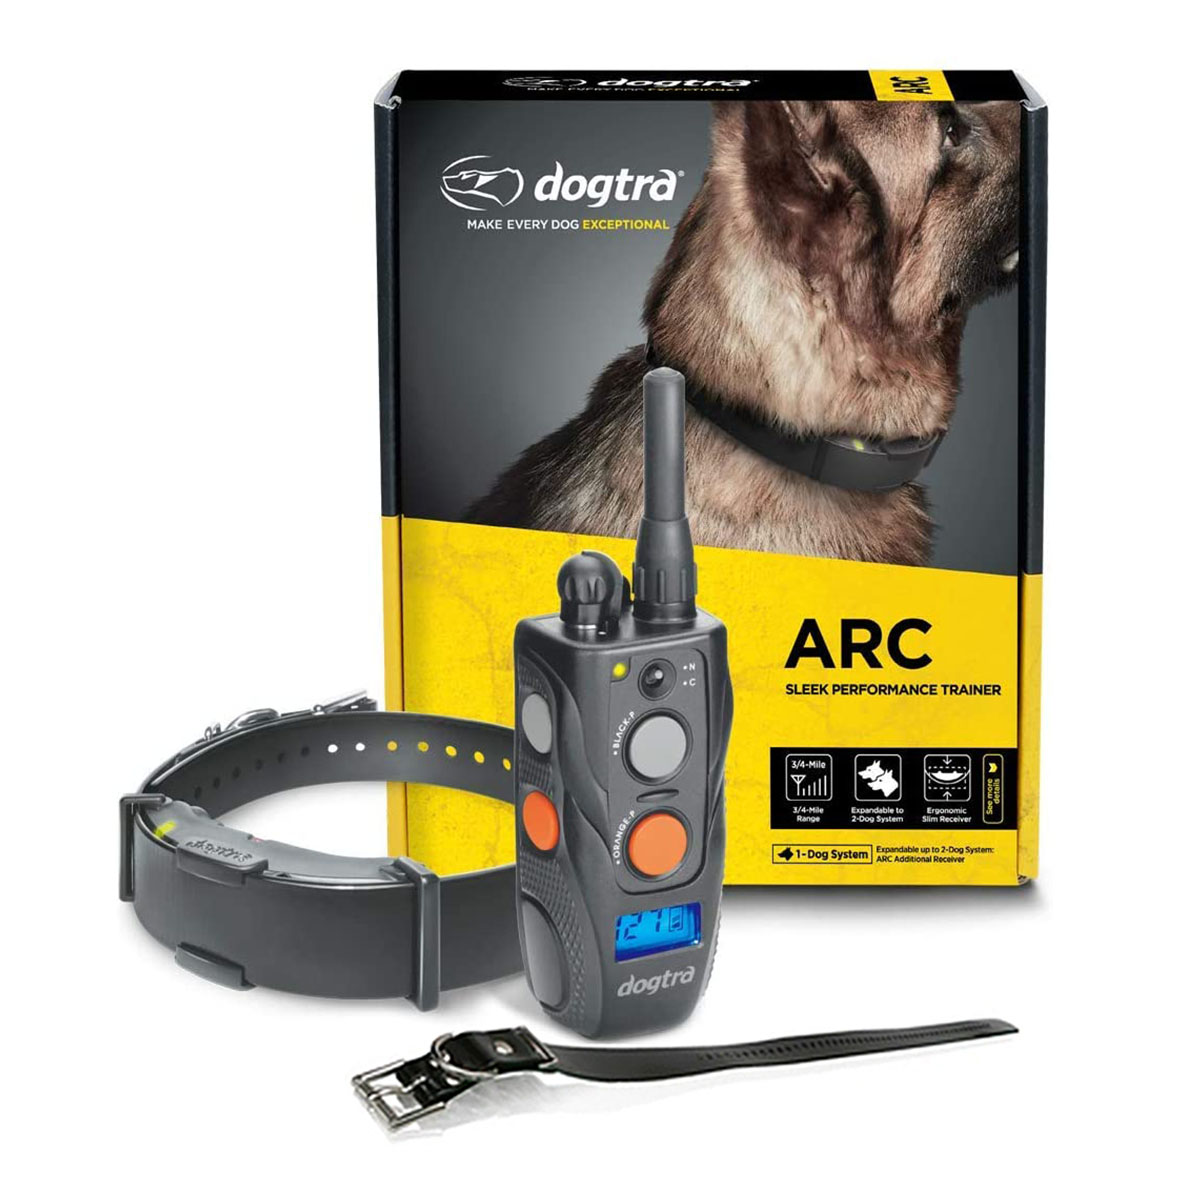 dogtra
MAKE EVERY DOG EXCEPTIONAL
ARC
dogtra®
MAKE EVERY DOG EXCEPTIONAL
ARC
SLEEK PERFORMANCE TRAINER
3/4-Mile
3/4-Mile
Range
Expandable to
2-Dog System
Ergonomic
Slim Receiver
See more
details
1-Dog System
Expandable up to 2-Dog System:
ARC Additional Receiver
•N
•C
•BLACK-P
•ORANGE-P
127
dogtra
dogtra